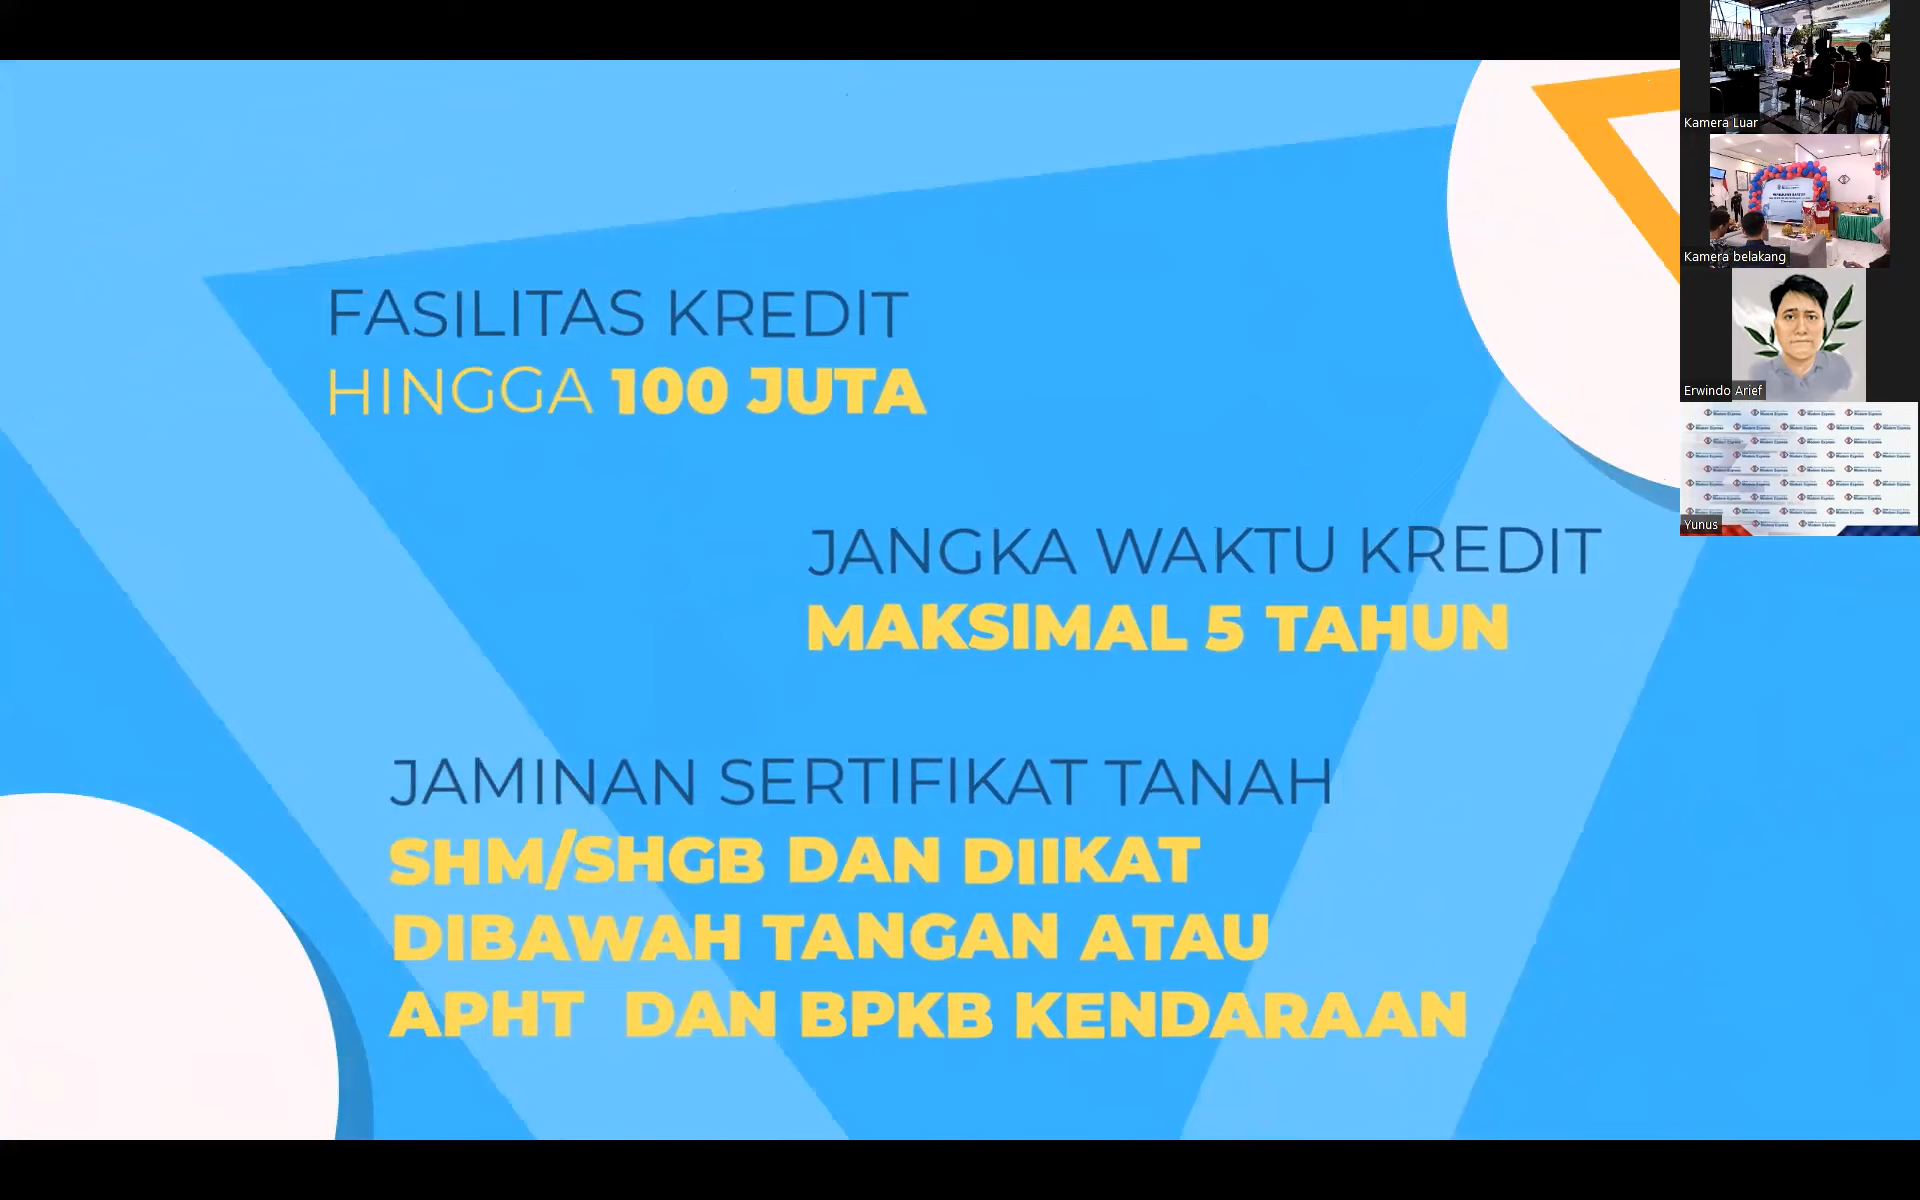 FASILITAS KREDIT
HINGGA 100 JUTA
JANGKA WAKTU KREDIT
MAKSIMAL 5 TAHUN
JAMINAN SERTIFIKAT TANAH
SHM/SHGB DAN DIIKAT
DIBAWAH TANGAN ATAU
APHT DAN BPKB KENDARAAN
Kamera Luar
Kamera belakang
Erwindo Arief
Yunus